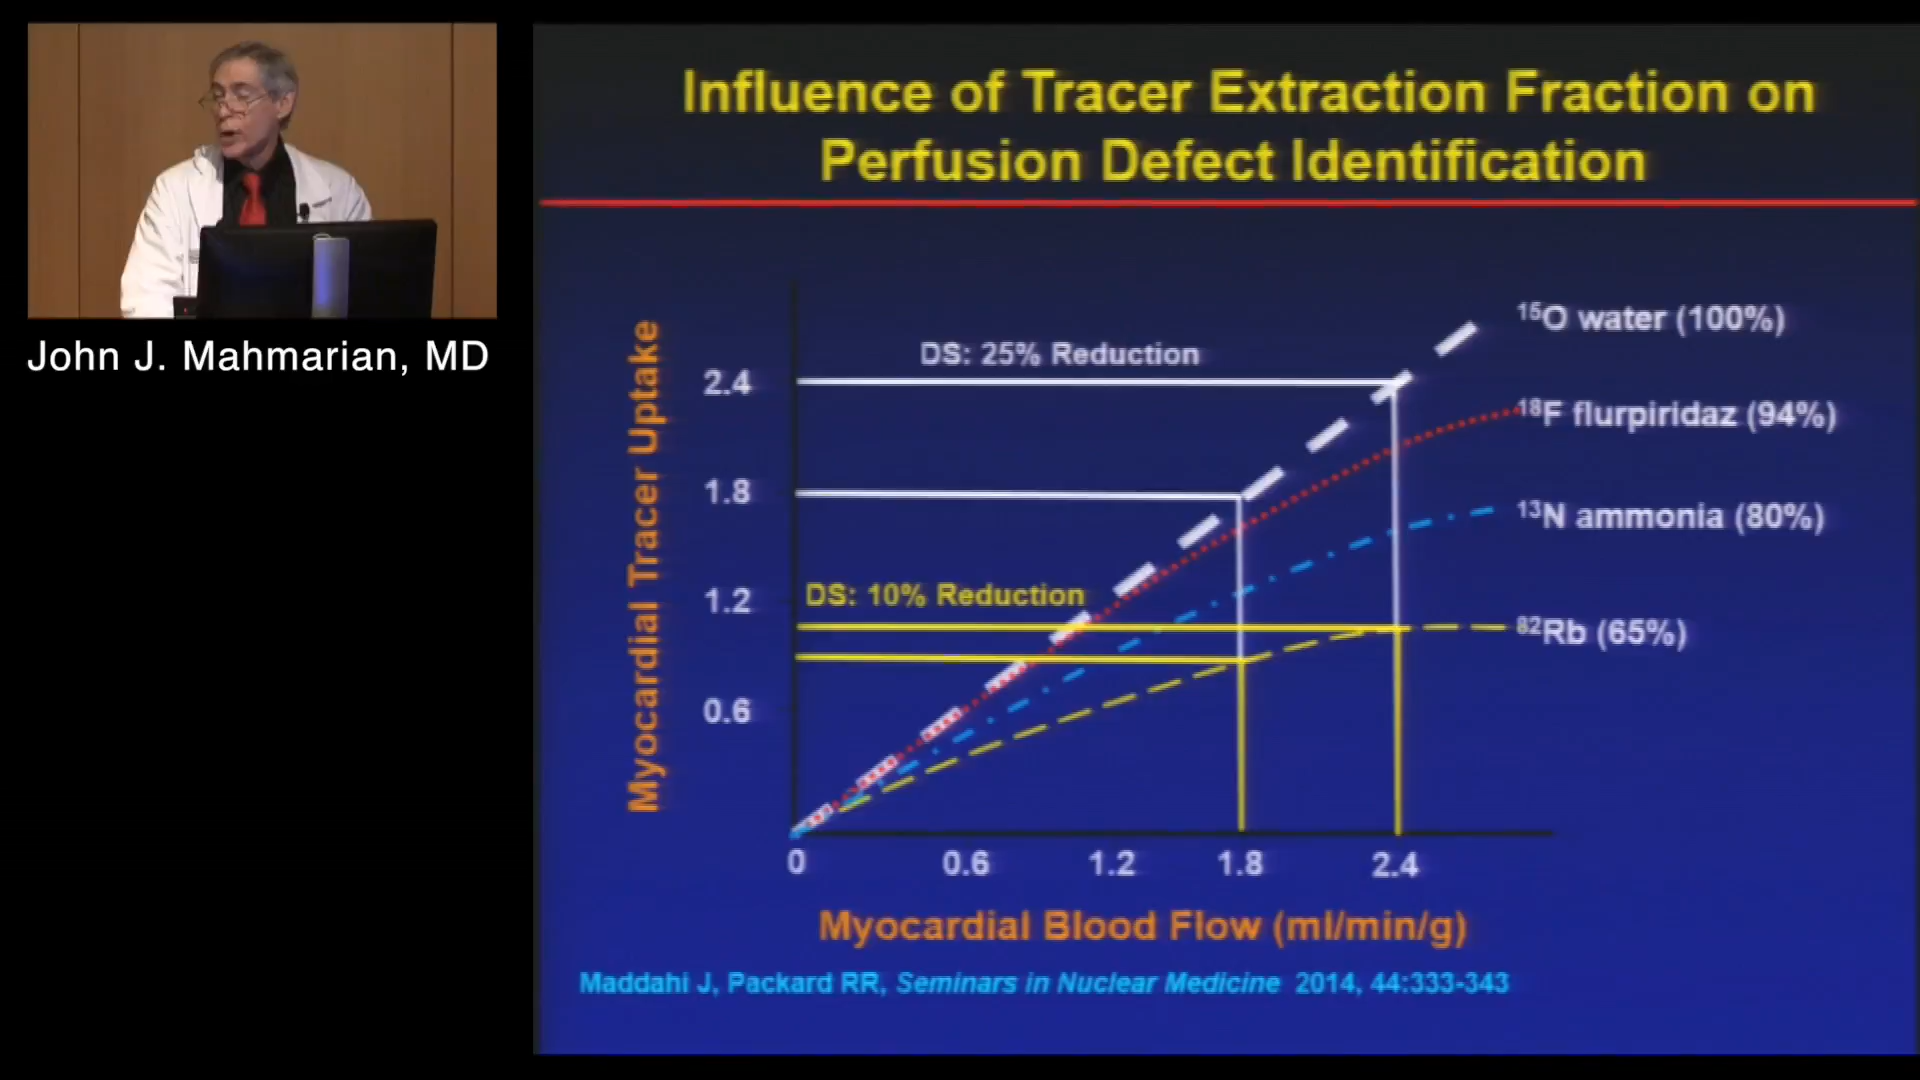 Influence of Tracer Extraction Fraction on
Perfusion Defect Identification
John J. Mahmarian, MD
Myocardial Tracer Uptake
2.4
1.8
1.2
0.6
DS: 25% Reduction
DS: 10% Reduction
¹⁵O water (100%)
¹⁸F flurpiridaz (94%)
¹³N ammonia (80%)
⁸²Rb (65%)
0 0.6 1.2 1.8 2.4
Myocardial Blood Flow (ml/min/g)
Maddahi J, Packard RR, Seminars in Nuclear Medicine 2014, 44:333-343